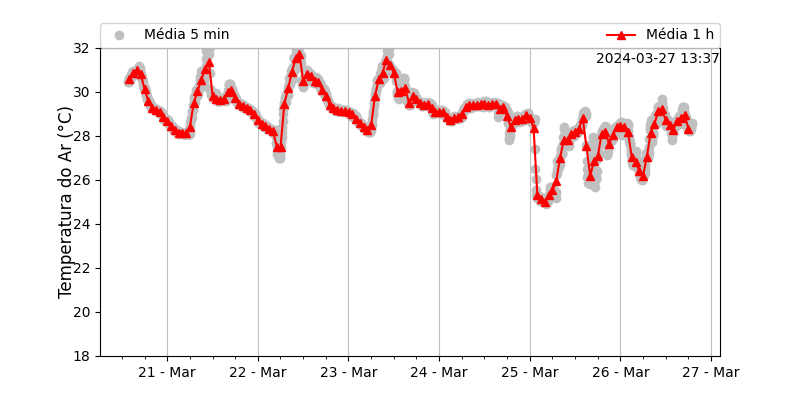 Média 5 min
Média 1 h
2024-03-27 13:37
Temperatura do Ar (°C)
32
30
28
26
24
22
20
18
21 - Mar
22 - Mar
23 - Mar
24 - Mar
25 - Mar
26 - Mar
27 - Mar